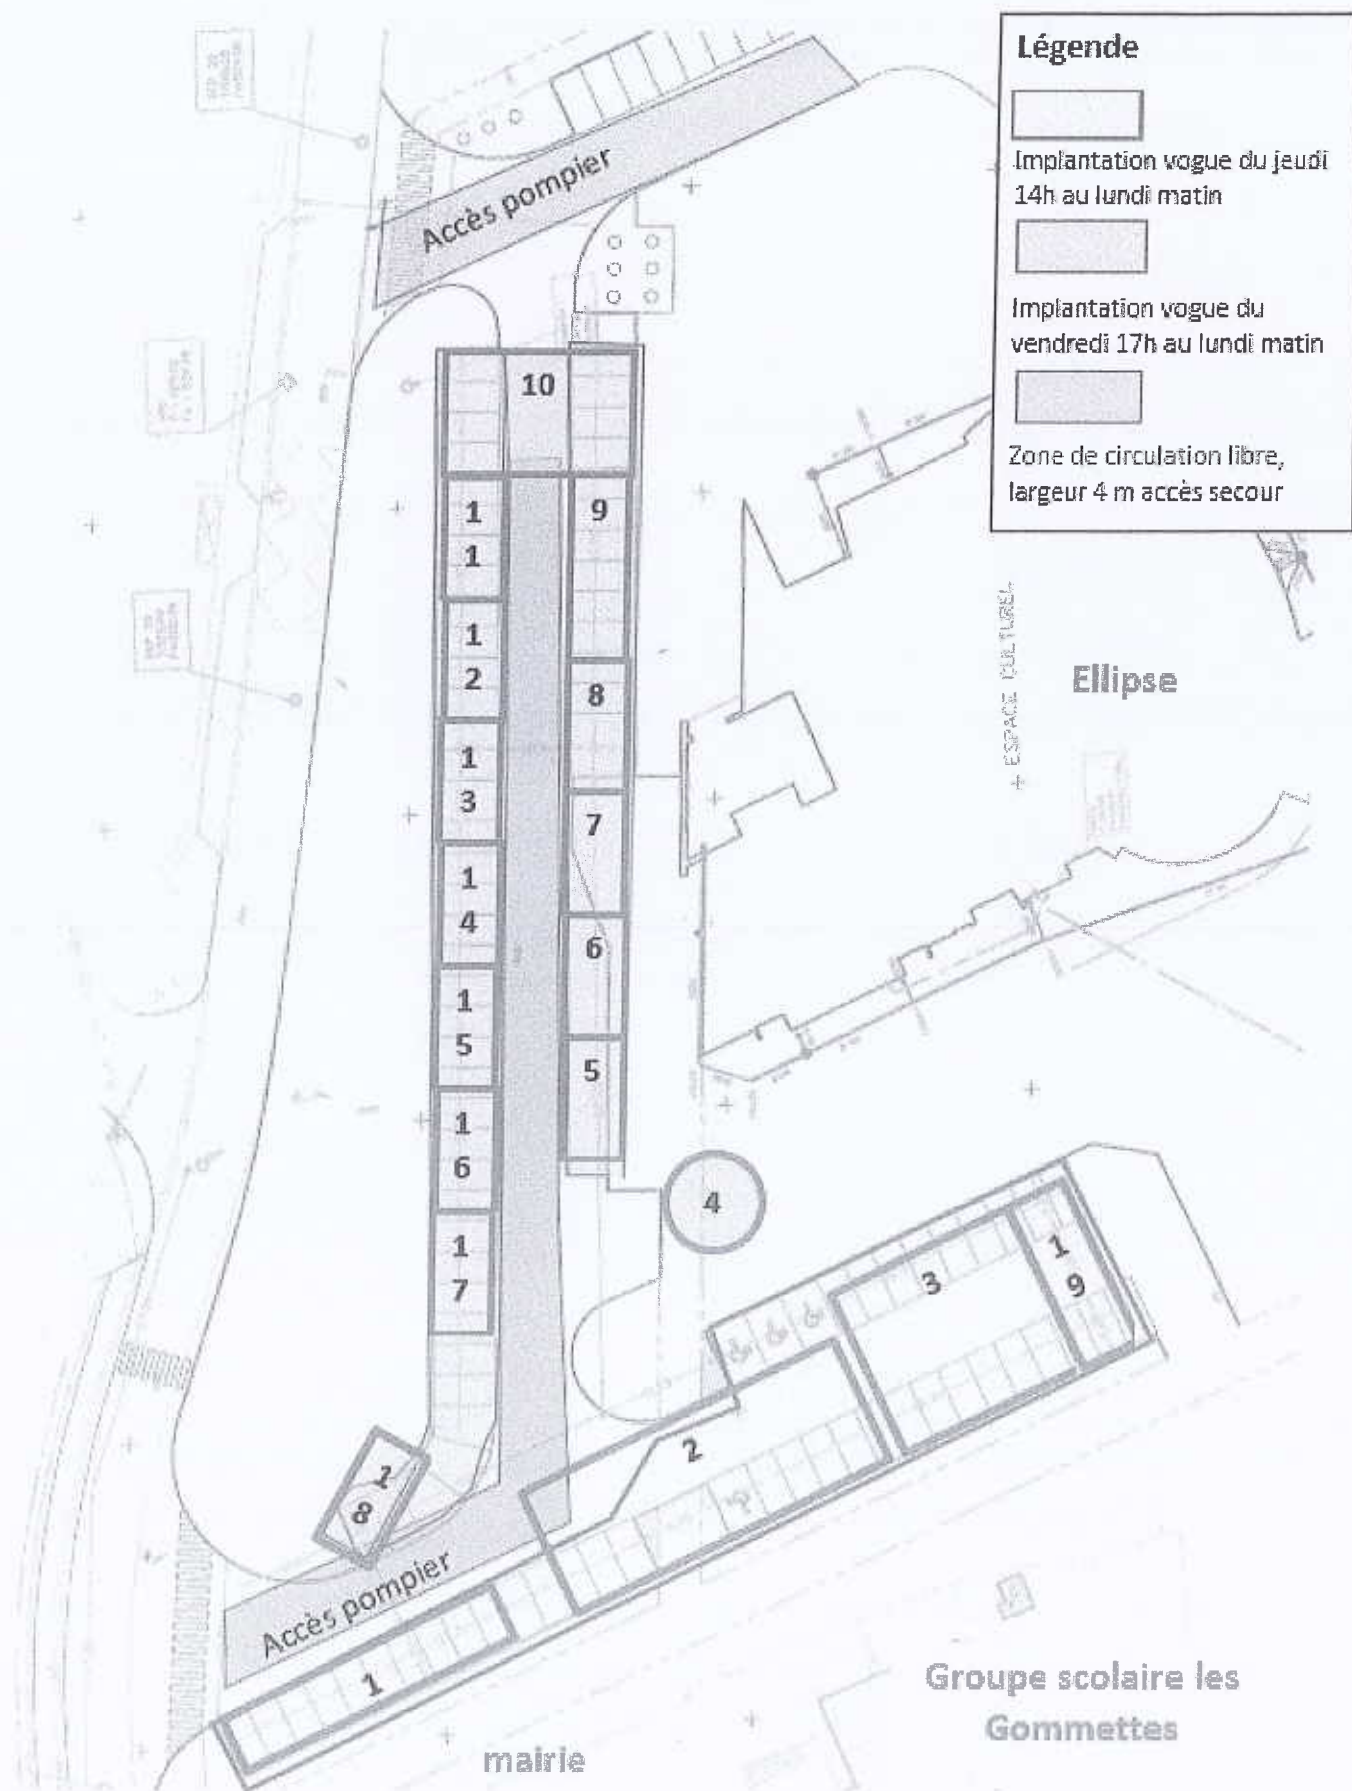 Légende
Implantation vogue du jeudi
14h au lundi matin
Implantation vogue du
vendredi 17h au lundi matin
Zone de circulation libre,
largeur 4 m accès secour
Accès pompier
10
1
1
9
1
2
8
1
3
7
1
4
6
1
5
5
1
6
4
1
7
3
1
9
2
1
8
Accès pompier
1
ESPACE CULTUREL
Ellipse
Groupe scolaire les
Gommettes
mairie